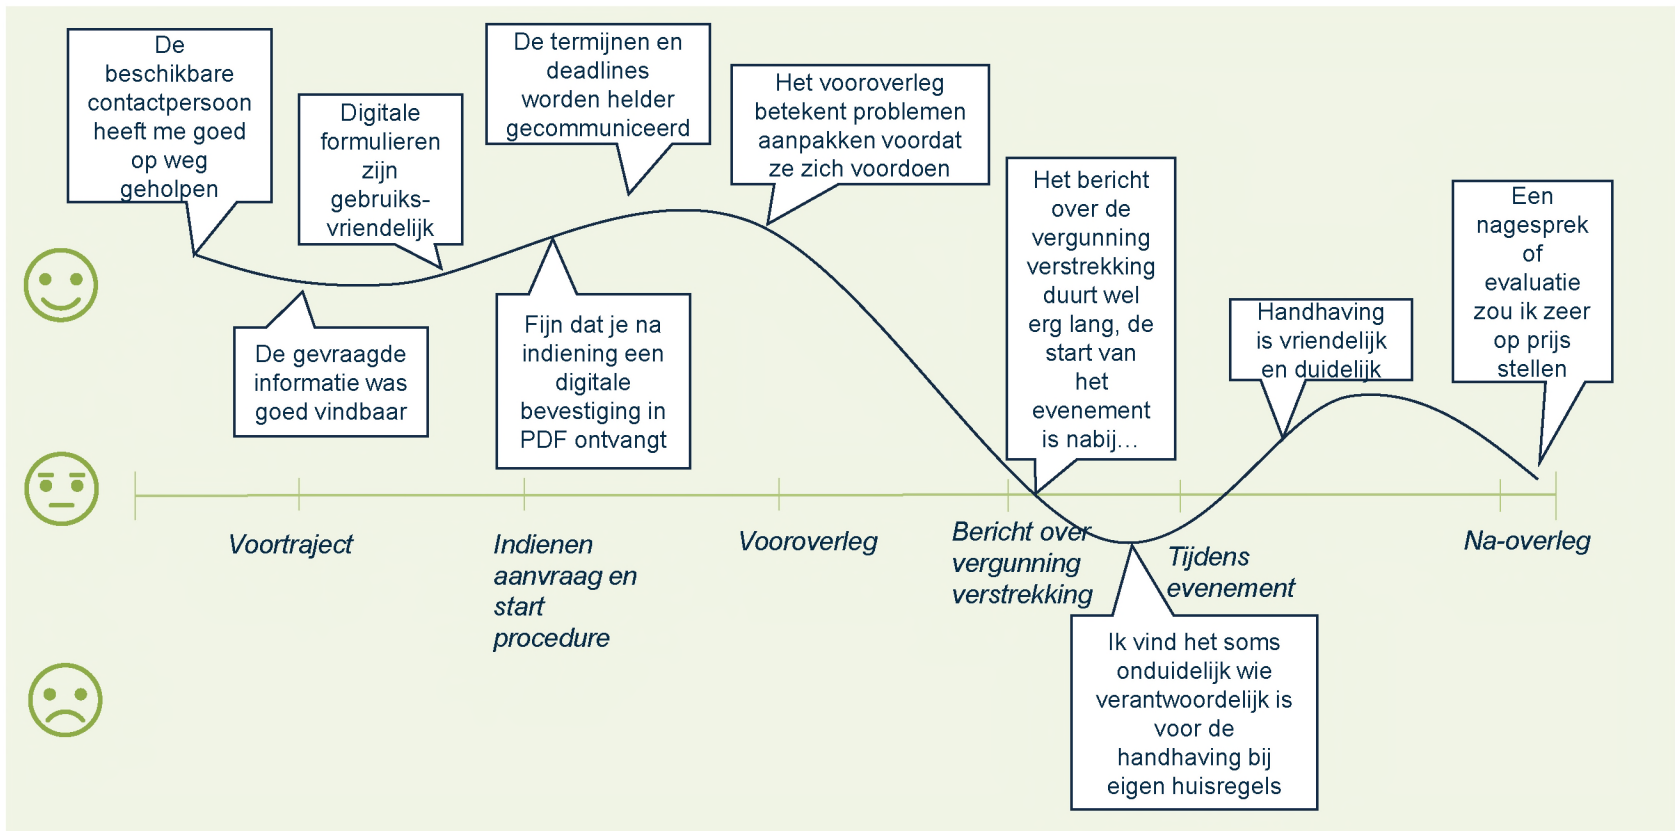 De
beschikbare
contactpersoon
heeft me goed
op weg
geholpen
Digitale
formulieren
zijn
gebruiks-
vriendelijk
De termijnen en
deadlines
worden helder
gecommuniceerd
Het vooroverleg
betekent problemen
aanpakken voordat
ze zich voordoen
Het bericht
over de
vergunning
verstrekking
duurt wel
erg lang, de
start van
het
evenement
is nabij...
Handhaving
is vriendelijk
en duidelijk
Een
nagesprek
of
evaluatie
zou ik zeer
op prijs
stellen
De gevraagde
informatie was
goed vindbaar
Fijn dat je na
indiening een
digitale
bevestiging in
PDF ontvangt
Voortraject
Indienen
aanvraag en
start
procedure
Vooroverleg
Bericht over
vergunning
verstrekking
Tijdens
evenement
Na-overleg
Ik vind het soms
onduidelijk wie
verantwoordelijk is
voor de
handhaving bij
eigen huisregels